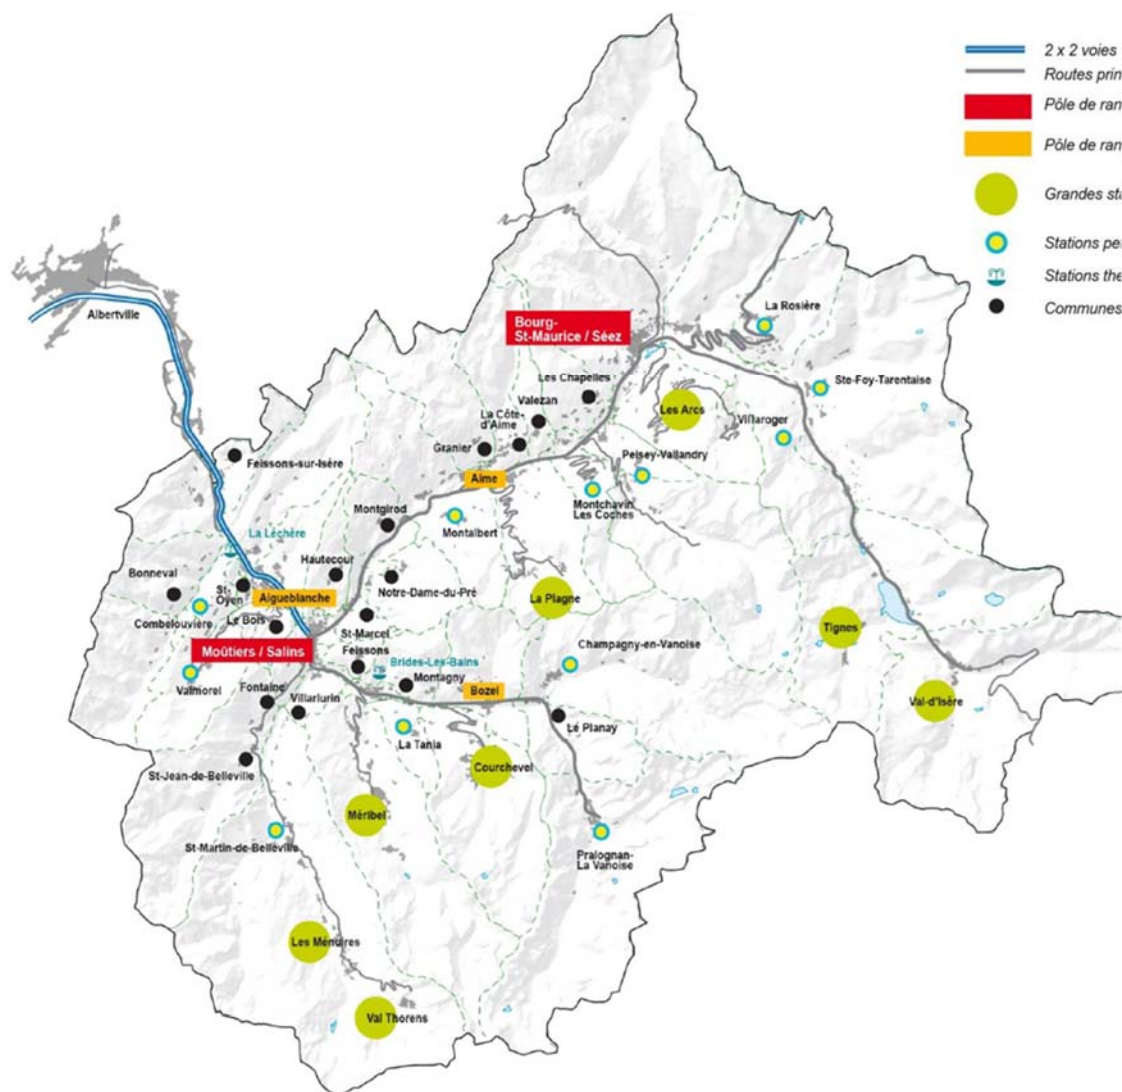 2 x 2 voies
Routes prin
Pôle de ran
Pôle de ran
Grandes sta
Stations pet
Stations the
Communes
Albertville
Bourg-
St-Maurice / Séez
La Rosière
Les Chapelles
Ste-Foy-Tarentaise
Valezan
Les Arcs
La Côte-
d'Aime
Villaroger
Granier
Feissons-sur-Isère
Peisey-Vallandry
Aime
Montchavin
Les Coches
Montgirod
Montalbert
La Léchère
Hautecour
Bonneval
St-
Oyen
Aigueblanche
Notre-Dame-du-Pré
La Plagne
Combelouvière
Le Bois
St-Marcel
Tignes
Moûtiers / Salins
Feissons
Champagny-en-Vanoise
Brides-Les-Bains
Montagny
Bozel
Valmorel
Fontaine
Villarlurin
Val-d'Isère
Le Planay
La Tania
St-Jean-de-Belleville
Courchevel
Méribel
St-Martin-de-Belleville
Pralognan-
La Vanoise
Les Ménuires
Val Thorens